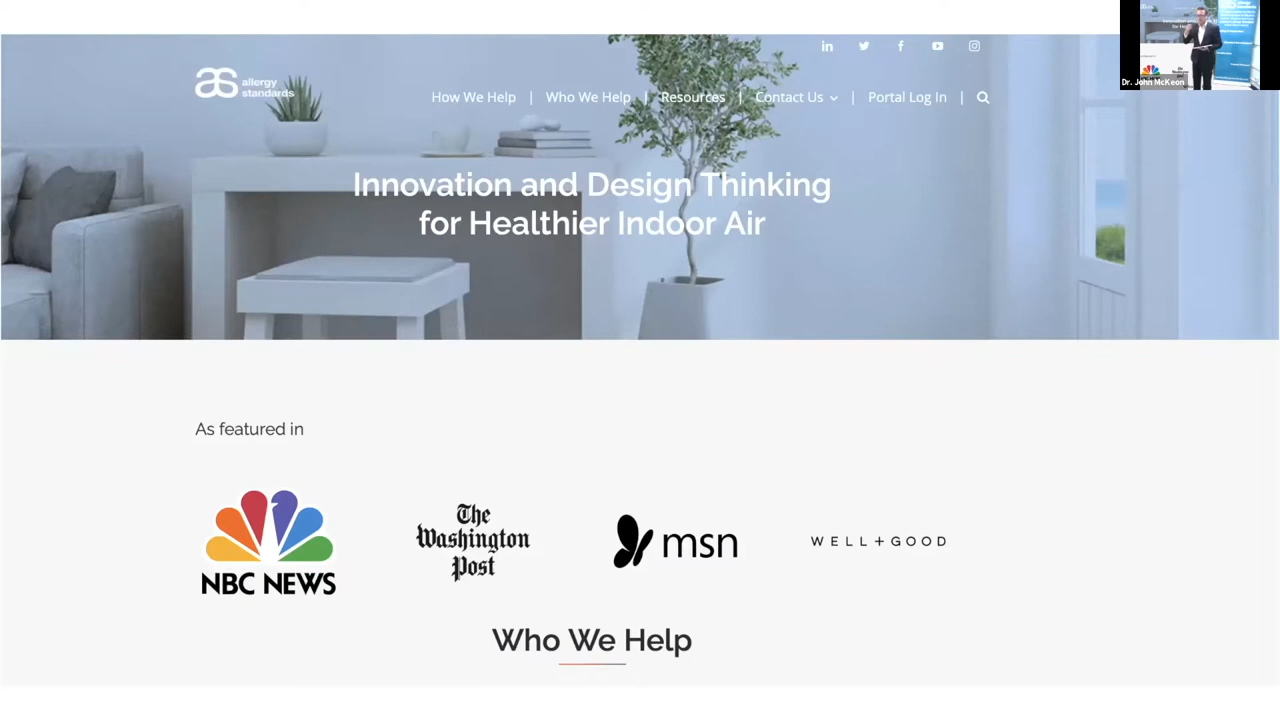 allergy
standards
How We Help | Who We Help | Resources | Contact Us | Portal Log In |
Innovation and Design Thinking
for Healthier Indoor Air
Dr. John McKeon
As featured in
NBC NEWS
The
Washington
Post
msn
WELL+GOOD
Who We Help